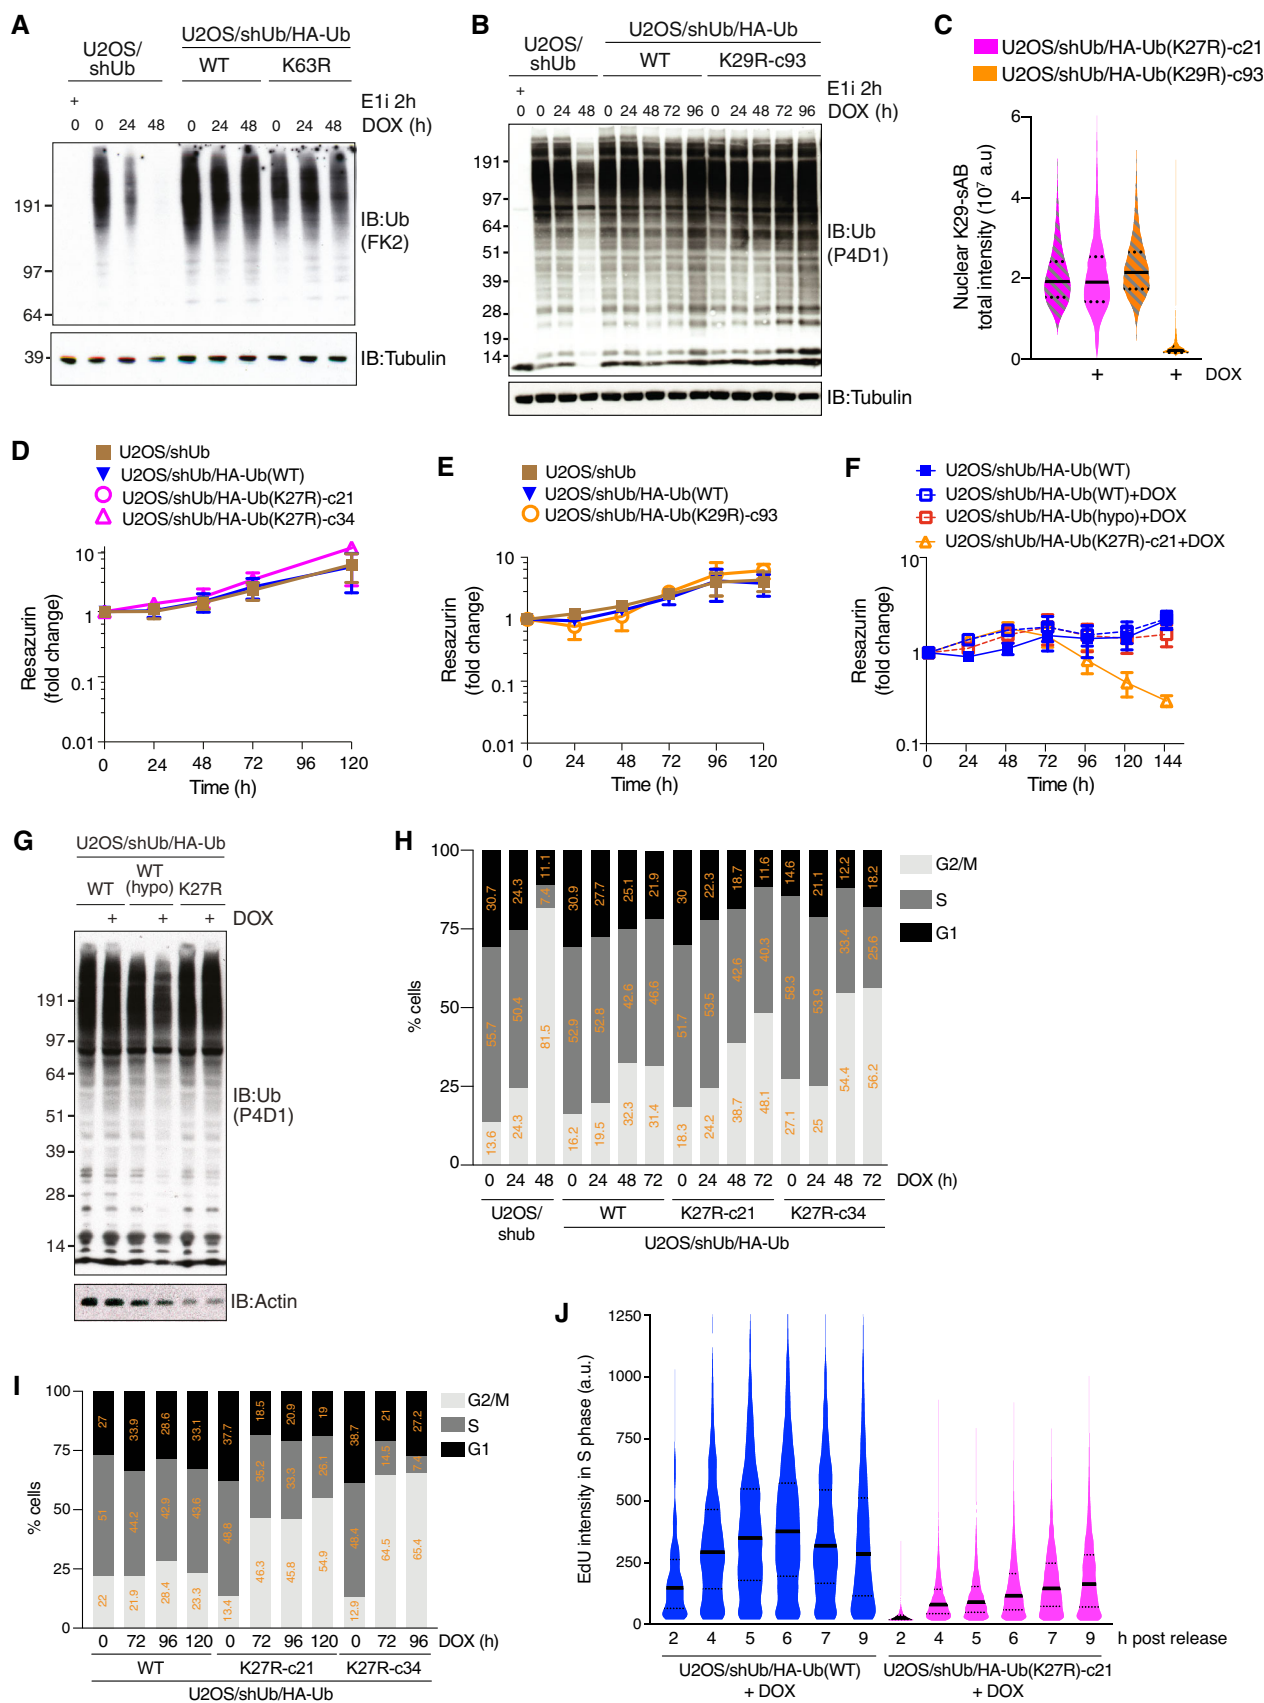 A
U2OS/
shUb
U2OS/shUb/HA-Ub
WT K63R
+ E1i 2h
0 0 24 48 0 24 48 0 24 48 DOX (h)
191
97
64
IB:Ub
(FK2)
39
IB:Tubulin
B
U2OS/
shUb
U2OS/shUb/HA-Ub
WT K29R-c93
+ E1i 2h
0 0 24 48 0 24 48 72 96 0 24 48 72 96 DOX (h)
191
97
64
51
39
28
19
14
IB:Ub
(P4D1)
IB:Tubulin
C
U2OS/shUb/HA-Ub(K27R)-c21
U2OS/shUb/HA-Ub(K29R)-c93
Nuclear K29-sAB
total intensity (10⁷ a.u)
6
4
2
0
+ + DOX
D
U2OS/shUb
U2OS/shUb/HA-Ub(WT)
U2OS/shUb/HA-Ub(K27R)-c21
U2OS/shUb/HA-Ub(K27R)-c34
Resazurin
(fold change)
10
1
0.1
0.01
0 24 48 72 120
Time (h)
E
U2OS/shUb
U2OS/shUb/HA-Ub(WT)
U2OS/shUb/HA-Ub(K29R)-c93
Resazurin
(fold change)
10
1
0.1
0.01
0 24 48 72 96 120
Time (h)
F
U2OS/shUb/HA-Ub(WT)
U2OS/shUb/HA-Ub(WT)+DOX
U2OS/shUb/HA-Ub(hypo)+DOX
U2OS/shUb/HA-Ub(K27R)-c21+DOX
Resazurin
(fold change)
10
1
0.1
0 24 48 72 96 120 144
Time (h)
G
U2OS/shUb/HA-Ub
WT
WT (hypo) K27R
+ + + DOX
191
97
64
51
39
28
14
IB:Ub
(P4D1)
IB:Actin
H
G2/M
S
G1
% cells
100
75
50
25
0
30.7 24.3 11.1 30.9 27.7 25.1 21.9 30 22.3 18.7 11.6 14.6 21.1 12.2 18.2
55.7 50.4 7.4 52.9 52.8 42.6 46.6 51.7 53.5 42.6 40.3 58.3 53.9 33.4 25.6
13.6 24.3 81.5 16.2 19.5 32.3 31.4 18.3 24.2 38.7 48.1 27.1 25 54.4 56.2
0 24 48 0 24 48 72 0 24 48 72 0 24 48 72 DOX (h)
U2OS/
shub
WT K27R-c21 K27R-c34
U2OS/shUb/HA-Ub
I
G2/M
S
G1
% cells
100
75
50
25
0
27 33.9 28.6 33.1 37.7 18.5 20.9 19 38.7 21 27.2
51 44.2 42.9 43.6 48.8 35.2 33.3 26.1 48.4 14.5 7.4
22 21.9 28.4 23.3 13.4 46.3 45.8 54.9 12.9 64.5 65.4
0 72 96 120 0 72 96 120 0 72 96 DOX (h)
WT K27R-c21 K27R-c34
U2OS/shUb/HA-Ub
J
EdU intensity in S phase (a.u.)
1250
1000
750
500
250
0
2 4 5 6 7 9 2 4 5 6 7 9 h post release
U2OS/shUb/HA-Ub(WT)
+ DOX
U2OS/shUb/HA-Ub(K27R)-c21
+ DOX